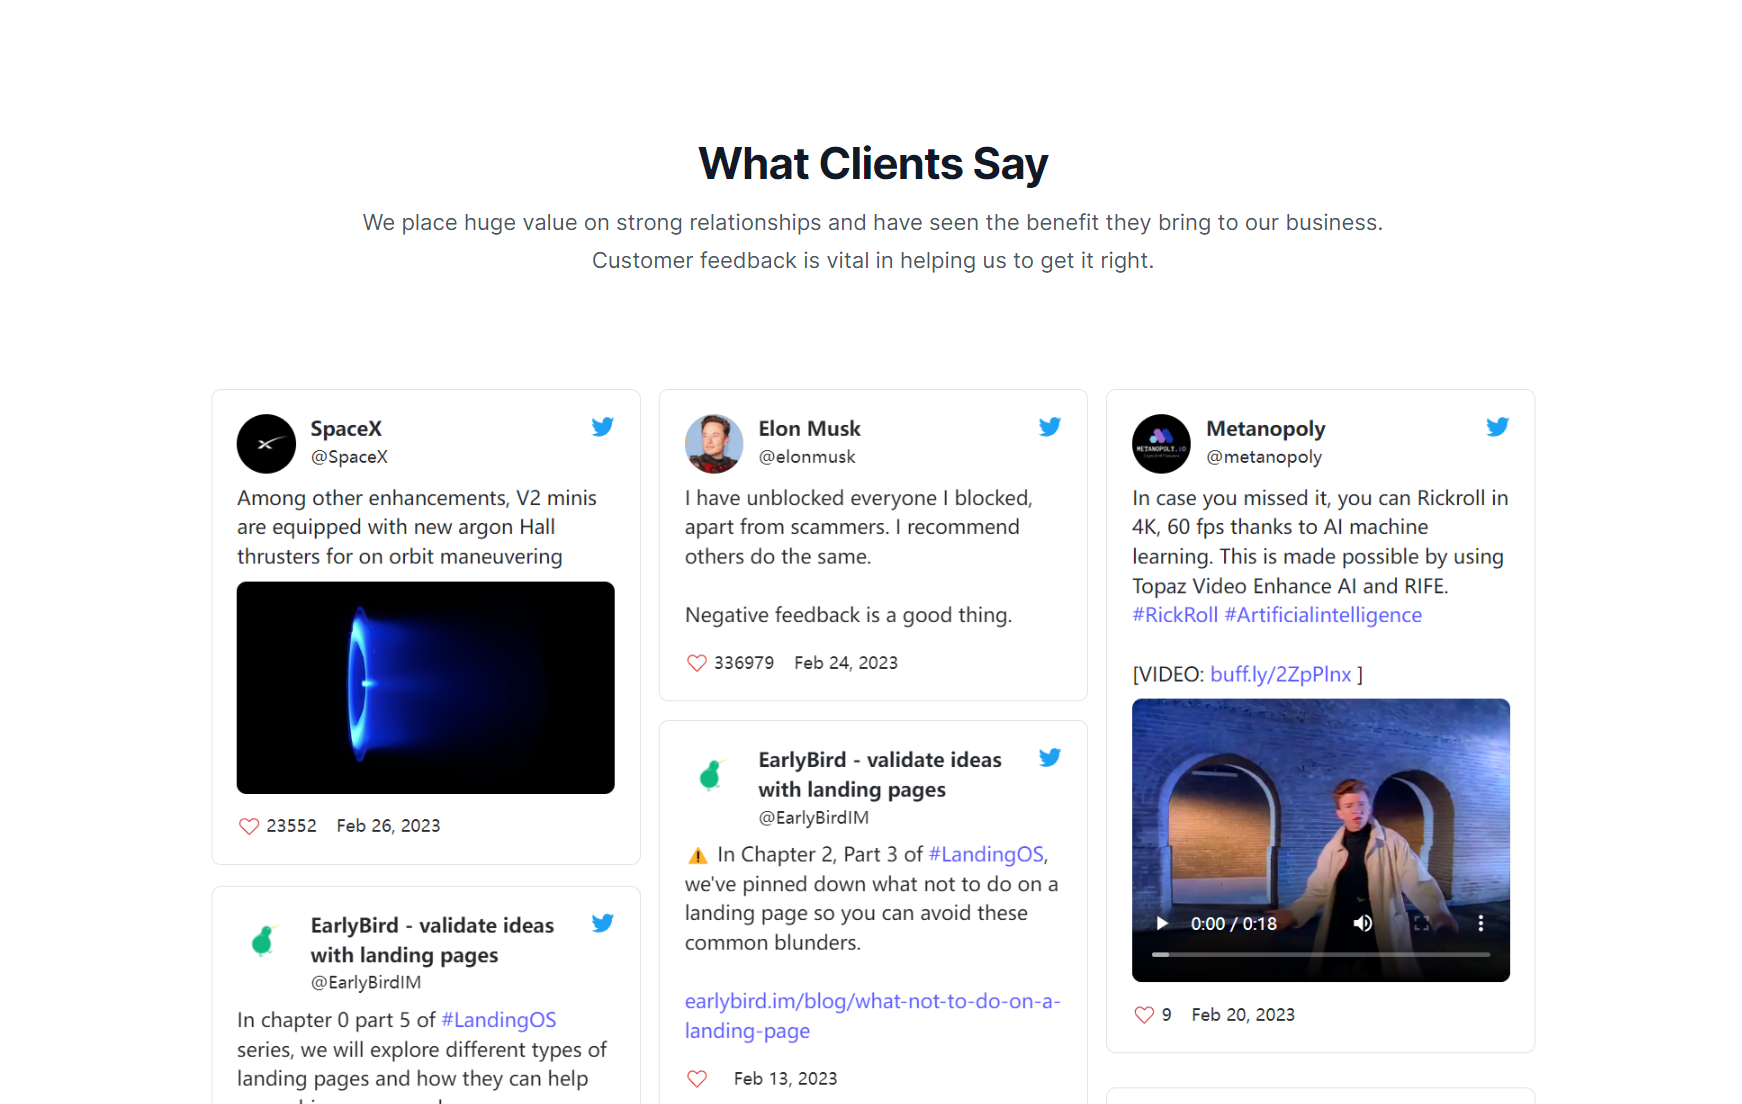 What Clients Say
We place huge value on strong relationships and have seen the benefit they bring to our business.
Customer feedback is vital in helping us to get it right.
SpaceX
@SpaceX
Among other enhancements, V2 minis
are equipped with new argon Hall
thrusters for on orbit maneuvering
23552 Feb 26, 2023
EarlyBird - validate ideas
with landing pages
@EarlyBirdIM
In chapter 0 part 5 of #LandingOS
series, we will explore different types of
landing pages and how they can help
Elon Musk
@elonmusk
I have unblocked everyone I blocked,
apart from scammers. I recommend
others do the same.
Negative feedback is a good thing.
336979 Feb 24, 2023
EarlyBird - validate ideas
with landing pages
@EarlyBirdIM
⚠️ In Chapter 2, Part 3 of #LandingOS,
we've pinned down what not to do on a
landing page so you can avoid these
common blunders.
earlybird.im/blog/what-not-to-do-on-a-
landing-page
Feb 13, 2023
METANOPOLY.IO
Metanopoly
@metanopoly
In case you missed it, you can Rickroll in
4K, 60 fps thanks to AI machine
learning. This is made possible by using
Topaz Video Enhance AI and RIFE.
#RickRoll #Artificialintelligence
[VIDEO: buff.ly/2ZpPlnx ]
0:00 / 0:18
9 Feb 20, 2023